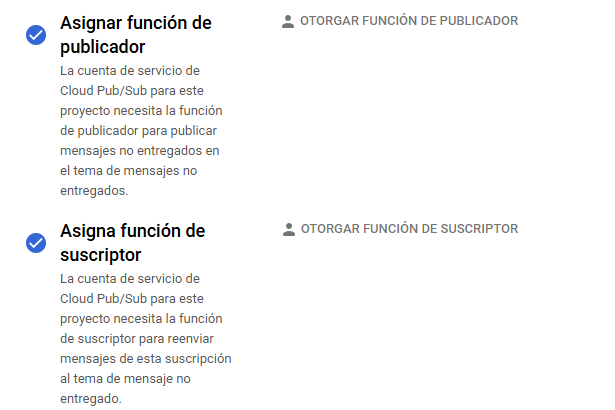 Asignar función de
publicador
OTORGAR FUNCIÓN DE PUBLICADOR
La cuenta de servicio de
Cloud Pub/Sub para este
proyecto necesita la función
de publicador para publicar
mensajes no entregados en
el tema de mensajes no
entregados.
Asigna función de
suscriptor
OTORGAR FUNCIÓN DE SUSCRIPTOR
La cuenta de servicio de
Cloud Pub/Sub para este
proyecto necesita la función
de suscriptor para reenviar
mensajes de esta suscripción
al tema de mensaje no
entregado.